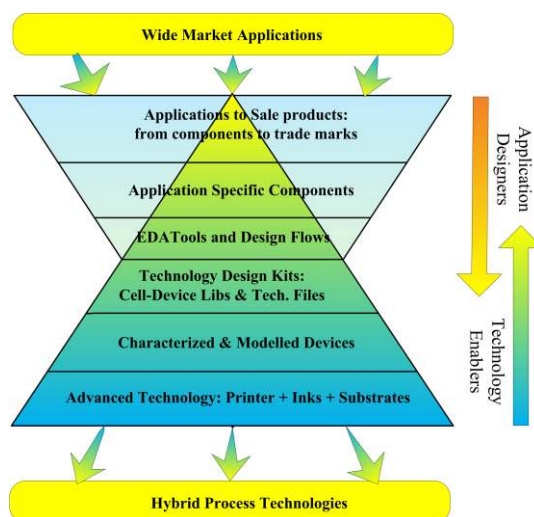 Wide Market Applications
Applications to Sale products:
from components to trade marks
Application Specific Components
EDATools and Design Flows
Technology Design Kits:
Cell-Device Libs & Tech. Files
Characterized & Modelled Devices
Advanced Technology: Printer + Inks + Substrates
Hybrid Process Technologies
Application
Designers
Technology
Enablers